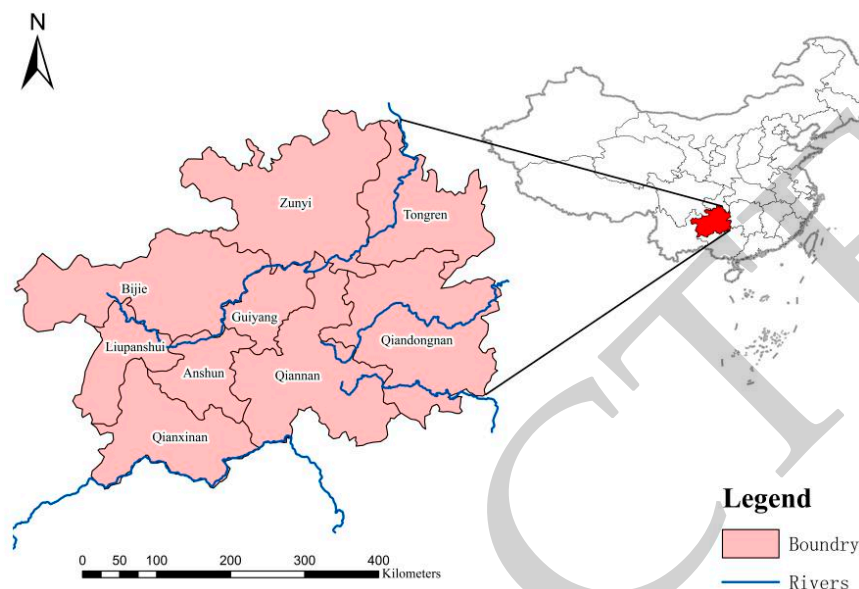 N
Zunyi
Tongren
Bijie
Guiyang
Liupanshui
Qiandongnan
Anshun
Qiannan
Qianxinan
Legend
Boundry
Rivers
0 50 100 200 300 400
Kilometers